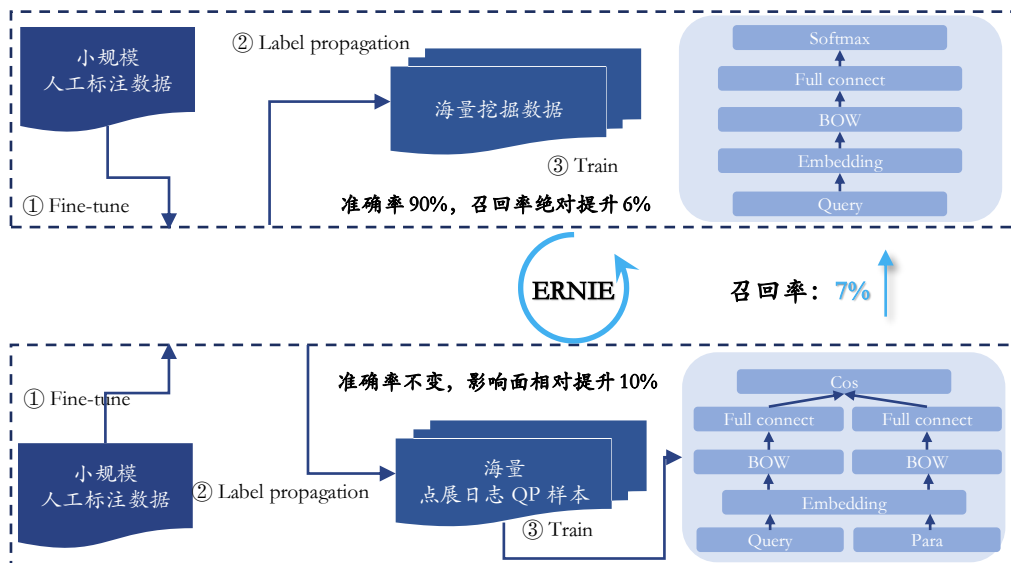 小规模
人工标注数据
② Label propagation
海量挖掘数据
③ Train
① Fine-tune
准确率 90%，召回率绝对提升 6%
Softmax
Full connect
BOW
Embedding
Query
ERNIE
召回率：7%
① Fine-tune
小规模
人工标注数据
② Label propagation
准确率不变，影响面相对提升 10%
海量
点展日志 QP 样本
③ Train
Cos
Full connect Full connect
BOW BOW
Embedding
Query Para